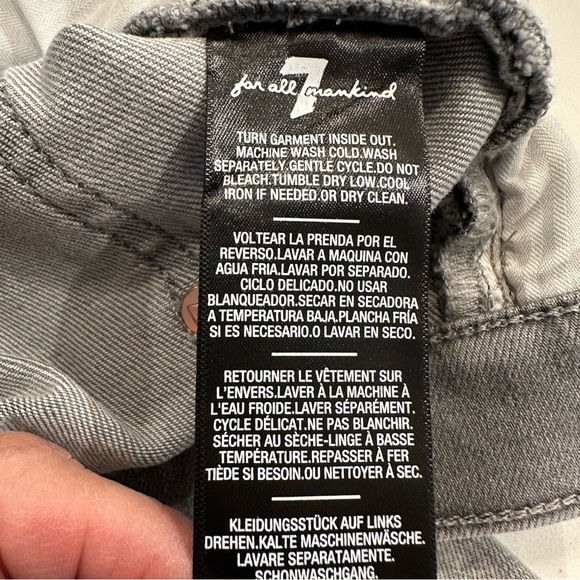 for all 7 mankind
TURN GARMENT INSIDE OUT.
MACHINE WASH COLD.WASH
SEPARATELY.GENTLE CYCLE.DO NOT
BLEACH.TUMBLE DRY LOW.COOL
IRON IF NEEDED.OR DRY CLEAN.
VOLTEAR LA PRENDA POR EL
REVERSO.LAVAR A MAQUINA CON
AGUA FRIA.LAVAR POR SEPARADO.
CICLO DELICADO.NO USAR
BLANQUEADOR.SECAR EN SECADORA
A TEMPERATURA BAJA.PLANCHA FRÍA
SI ES NECESARIO.O LAVAR EN SECO.
RETOURNER LE VÊTEMENT SUR
L'ENVERS.LAVER À LA MACHINE À
L'EAU FROIDE.LAVER SÉPARÉMENT.
CYCLE DÉLICAT.NE PAS BLANCHIR.
SÉCHER AU SÈCHE-LINGE À BASSE
TEMPÉRATURE.REPASSER À FER
TIÈDE SI BESOIN.OU NETTOYER À SEC.
KLEIDUNGSSTÜCK AUF LINKS
DREHEN.KALTE MASCHINENWÄSCHE.
LAVARE SEPARATAMENTE.
SCHONWASCHGANG.